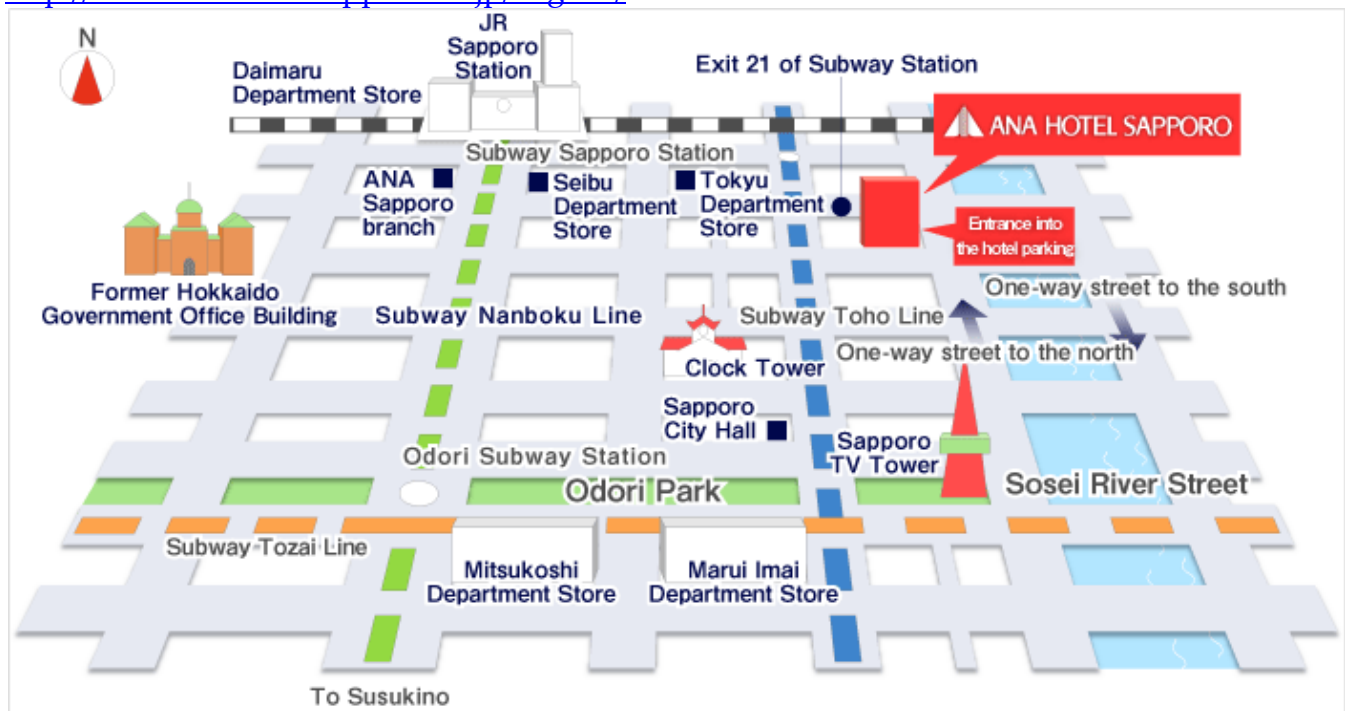 N
JR
Sapporo
Station
Daimaru
Department Store
Exit 21 of Subway Station
ANA HOTEL SAPPORO
Subway Sapporo Station
ANA
Sapporo
branch
Seibu
Department
Store
Tokyu
Department
Store
Entrance into
the hotel parking
Former Hokkaido
Government Office Building
Subway Nanboku Line
Subway Toho Line
One-way street to the south
One-way street to the north
Clock Tower
Sapporo
City Hall
Sapporo
TV Tower
Odori Subway Station
Odori Park
Sosei River Street
Subway Tozai Line
Mitsukoshi
Department Store
Marui Imai
Department Store
To Susukino